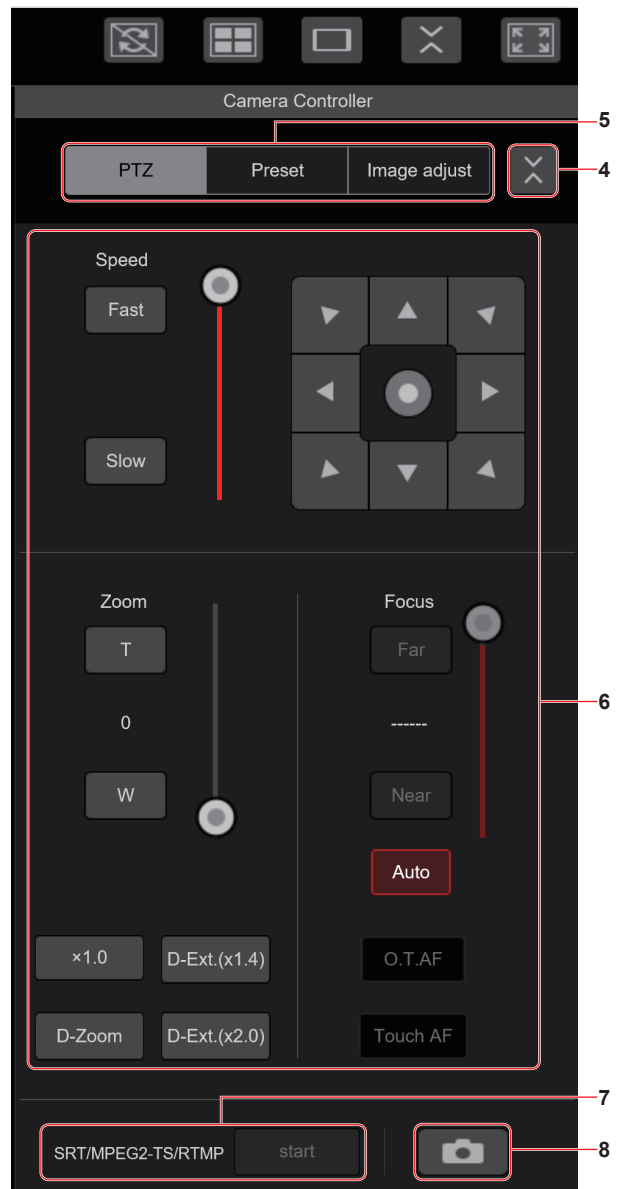 Camera Controller
5
PTZ Preset Image adjust
4
Speed
Fast
Slow
Zoom
Focus
T
Far
0
------
6
W
Near
Auto
×1.0
D-Ext.(x1.4)
O.T.AF
D-Zoom
D-Ext.(x2.0)
Touch AF
7
SRT/MPEG2-TS/RTMP start
8